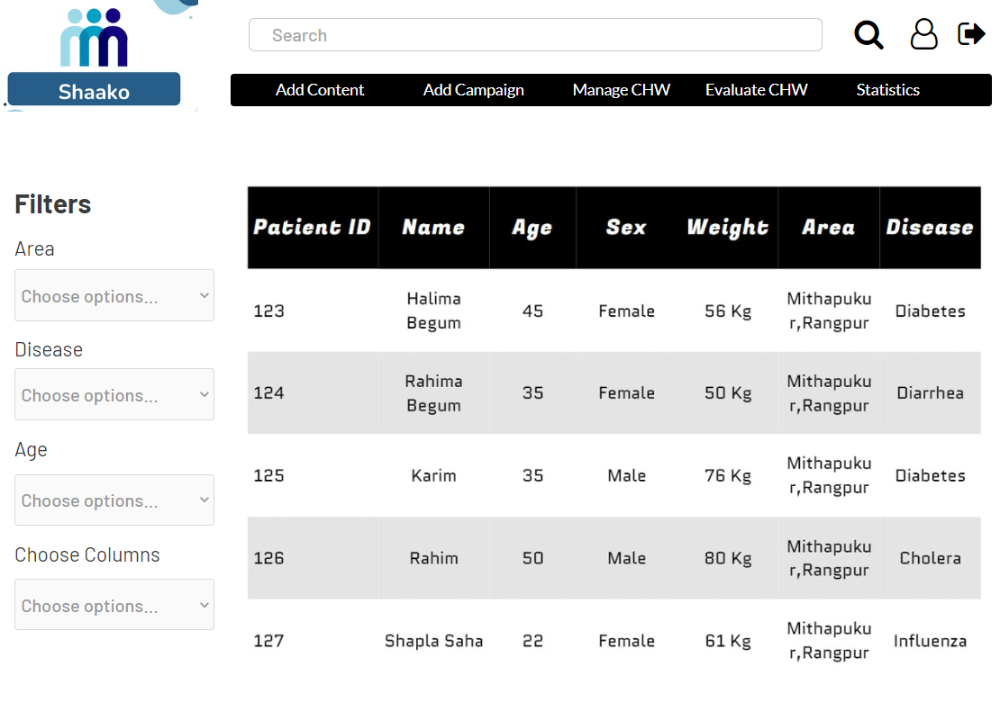 Shaako
Search
Add Content Add Campaign Manage CHW Evaluate CHW Statistics
Filters
Area
Choose options...
Disease
Choose options...
Age
Choose options...
Choose Columns
Choose options...
Patient ID Name Age Sex Weight Area Disease
123 Halima Begum 45 Female 56 Kg Mithapukur,Rangpur Diabetes
124 Rahima Begum 35 Female 50 Kg Mithapukur,Rangpur Diarrhea
125 Karim 35 Male 76 Kg Mithapukur,Rangpur Diabetes
126 Rahim 50 Male 80 Kg Mithapukur,Rangpur Cholera
127 Shapla Saha 22 Female 61 Kg Mithapukur,Rangpur Influenza